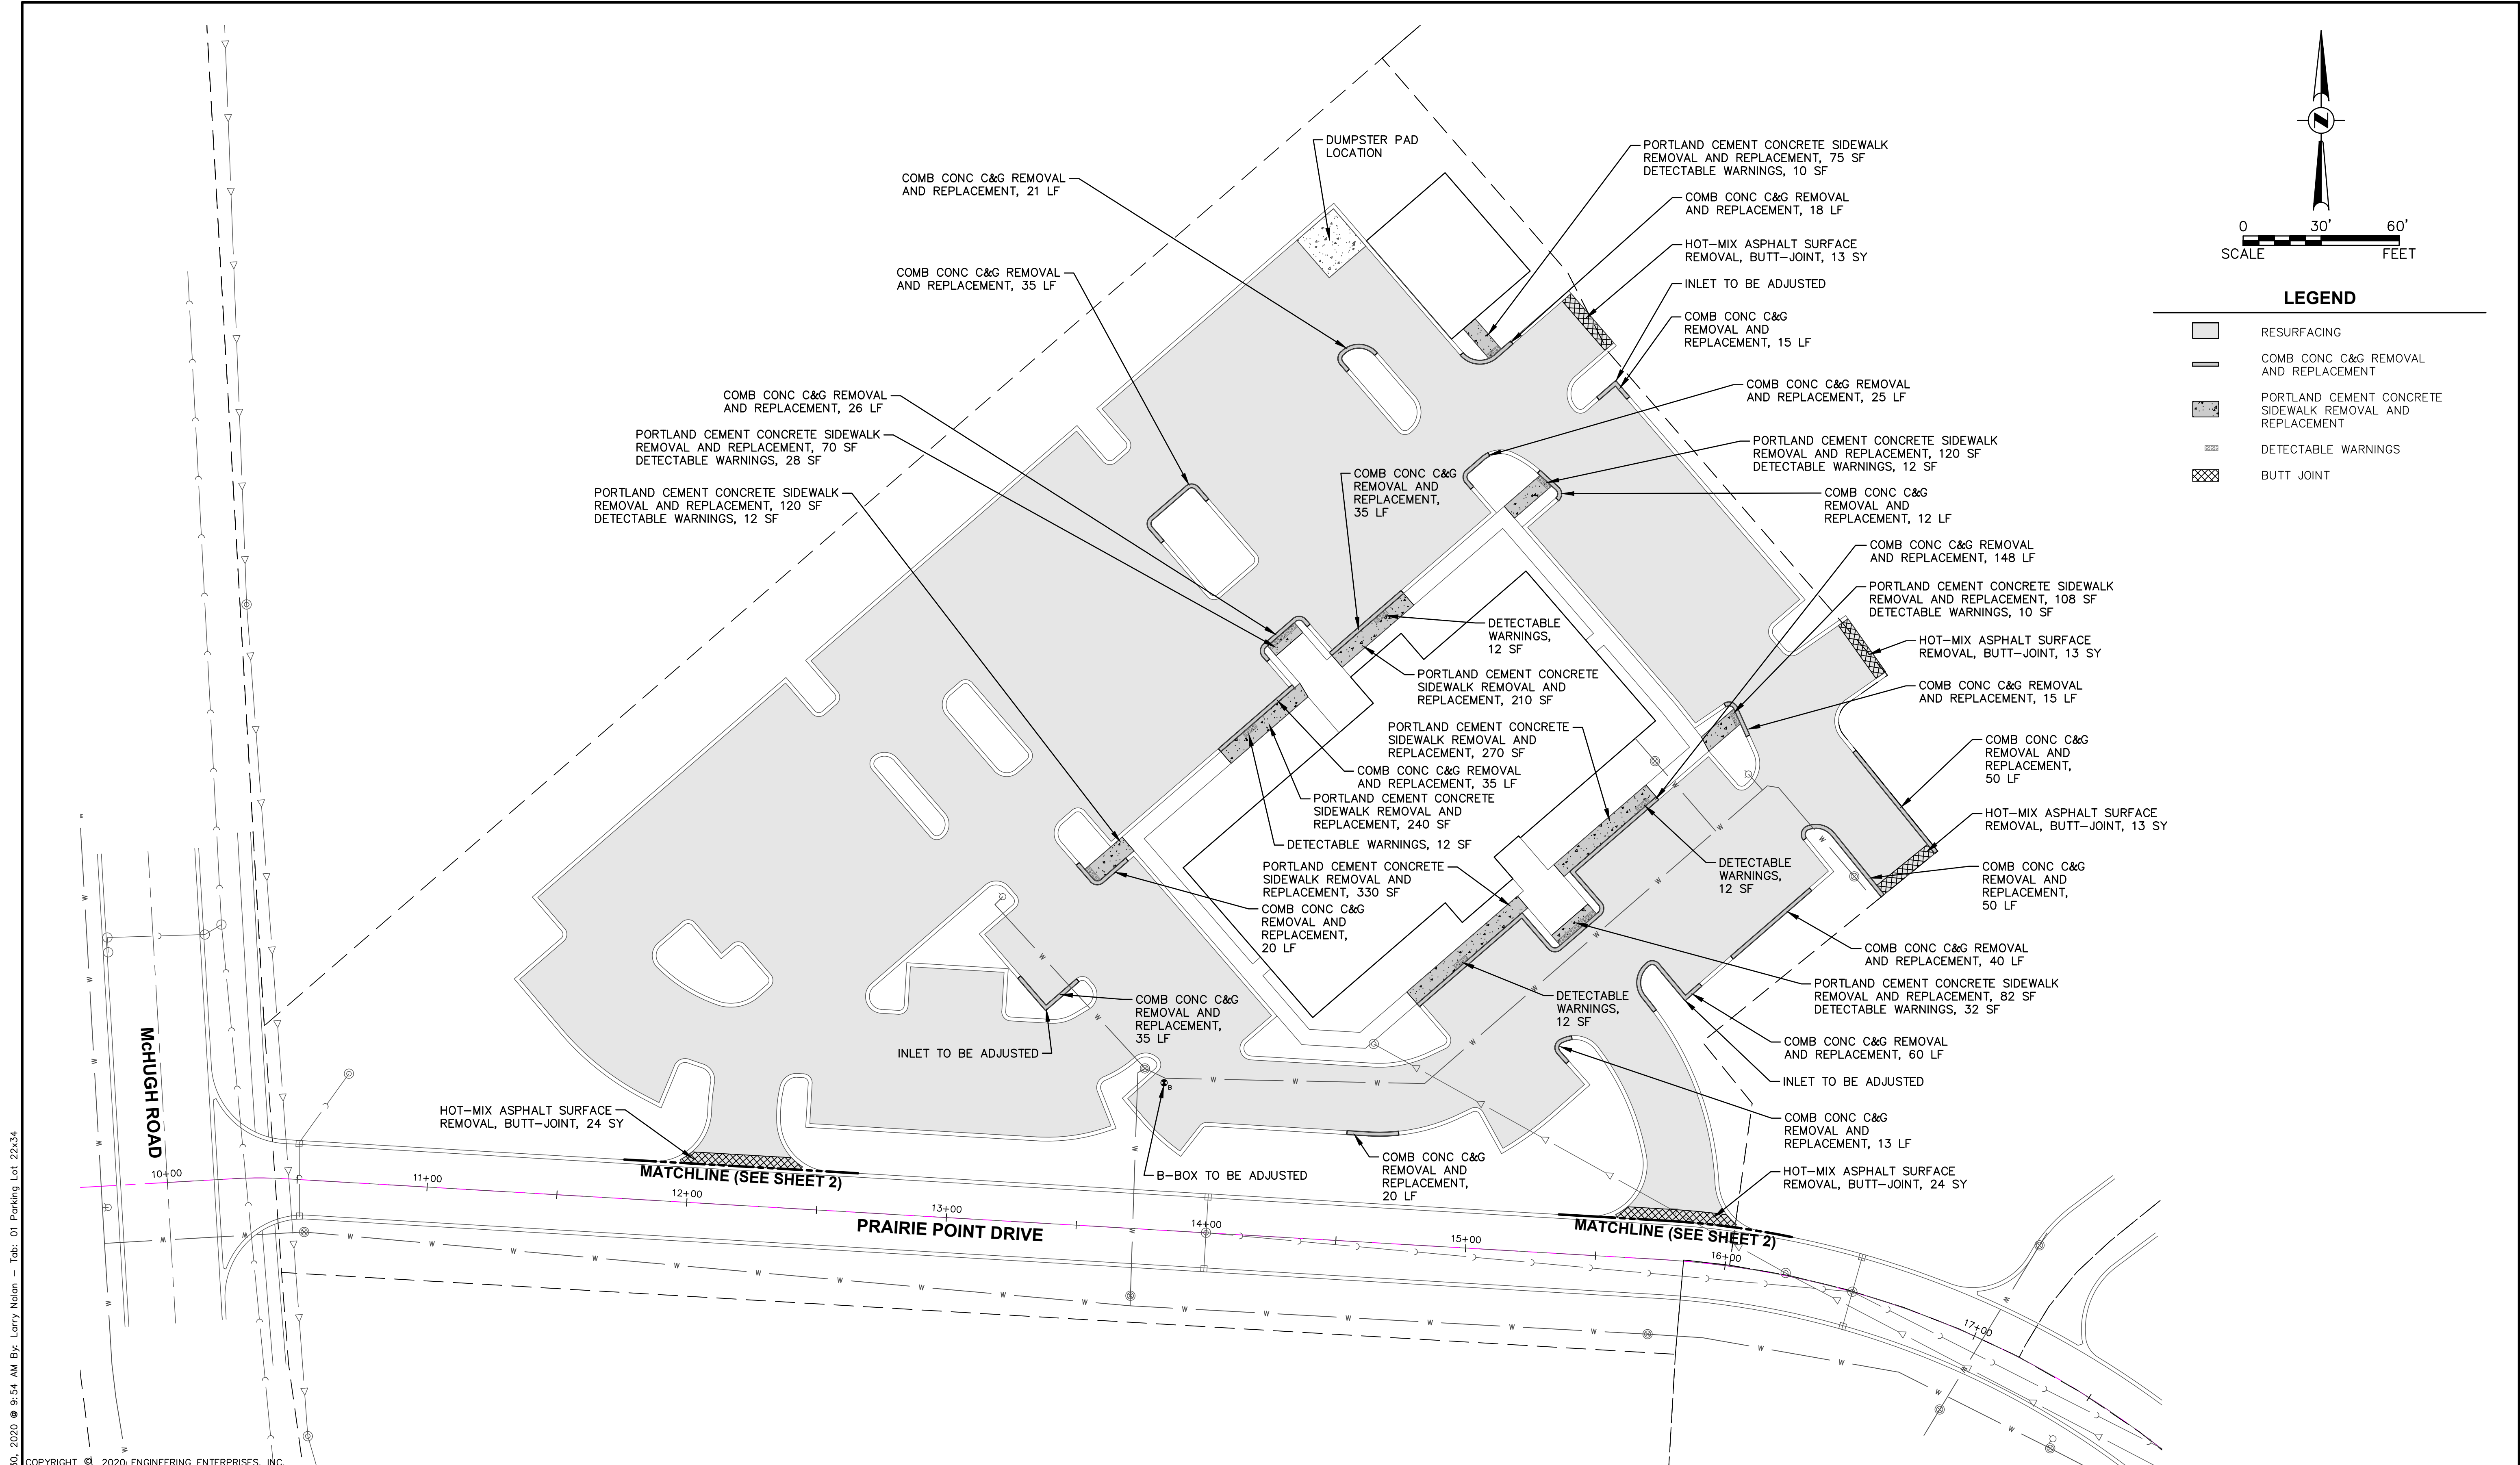 DUMPSTER PAD
LOCATION
PORTLAND CEMENT CONCRETE SIDEWALK
REMOVAL AND REPLACEMENT, 75 SF
DETECTABLE WARNINGS, 10 SF
COMB CONC C&G REMOVAL
AND REPLACEMENT, 21 LF
COMB CONC C&G REMOVAL
AND REPLACEMENT, 18 LF
HOT-MIX ASPHALT SURFACE
REMOVAL, BUTT-JOINT, 13 SY
COMB CONC C&G REMOVAL
AND REPLACEMENT, 35 LF
INLET TO BE ADJUSTED
COMB CONC C&G
REMOVAL AND
REPLACEMENT, 15 LF
COMB CONC C&G REMOVAL
AND REPLACEMENT, 25 LF
COMB CONC C&G REMOVAL
AND REPLACEMENT, 26 LF
PORTLAND CEMENT CONCRETE SIDEWALK
REMOVAL AND REPLACEMENT, 70 SF
DETECTABLE WARNINGS, 28 SF
PORTLAND CEMENT CONCRETE SIDEWALK
REMOVAL AND REPLACEMENT, 120 SF
DETECTABLE WARNINGS, 12 SF
COMB CONC C&G
REMOVAL AND
REPLACEMENT,
35 LF
PORTLAND CEMENT CONCRETE SIDEWALK
REMOVAL AND REPLACEMENT, 120 SF
DETECTABLE WARNINGS, 12 SF
COMB CONC C&G
REMOVAL AND
REPLACEMENT, 12 LF
COMB CONC C&G REMOVAL
AND REPLACEMENT, 148 LF
PORTLAND CEMENT CONCRETE SIDEWALK
REMOVAL AND REPLACEMENT, 108 SF
DETECTABLE WARNINGS, 10 SF
DETECTABLE
WARNINGS,
12 SF
HOT-MIX ASPHALT SURFACE
REMOVAL, BUTT-JOINT, 13 SY
PORTLAND CEMENT CONCRETE
SIDEWALK REMOVAL AND
REPLACEMENT, 210 SF
COMB CONC C&G REMOVAL
AND REPLACEMENT, 15 LF
PORTLAND CEMENT CONCRETE
SIDEWALK REMOVAL AND
REPLACEMENT, 270 SF
COMB CONC C&G
REMOVAL AND
REPLACEMENT,
50 LF
COMB CONC C&G REMOVAL
AND REPLACEMENT, 35 LF
PORTLAND CEMENT CONCRETE
SIDEWALK REMOVAL AND
REPLACEMENT, 240 SF
HOT-MIX ASPHALT SURFACE
REMOVAL, BUTT-JOINT, 13 SY
DETECTABLE WARNINGS, 12 SF
PORTLAND CEMENT CONCRETE
SIDEWALK REMOVAL AND
REPLACEMENT, 330 SF
DETECTABLE
WARNINGS,
12 SF
COMB CONC C&G
REMOVAL AND
REPLACEMENT,
50 LF
COMB CONC C&G
REMOVAL AND
REPLACEMENT,
20 LF
COMB CONC C&G REMOVAL
AND REPLACEMENT, 40 LF
PORTLAND CEMENT CONCRETE SIDEWALK
REMOVAL AND REPLACEMENT, 82 SF
DETECTABLE WARNINGS, 32 SF
COMB CONC C&G
REMOVAL AND
REPLACEMENT,
35 LF
DETECTABLE
WARNINGS,
12 SF
INLET TO BE ADJUSTED
COMB CONC C&G REMOVAL
AND REPLACEMENT, 60 LF
INLET TO BE ADJUSTED
HOT-MIX ASPHALT SURFACE
REMOVAL, BUTT-JOINT, 24 SY
COMB CONC C&G
REMOVAL AND
REPLACEMENT, 13 LF
B-BOX TO BE ADJUSTED
COMB CONC C&G
REMOVAL AND
REPLACEMENT,
20 LF
HOT-MIX ASPHALT SURFACE
REMOVAL, BUTT-JOINT, 24 SY
MATCHLINE (SEE SHEET 2)
MATCHLINE (SEE SHEET 2)
McHUGH ROAD
PRAIRIE POINT DRIVE
10+00
11+00
12+00
13+00
14+00
15+00
16+00
17+00
N
0 30' 60'
SCALE FEET
LEGEND
RESURFACING
COMB CONC C&G REMOVAL
AND REPLACEMENT
PORTLAND CEMENT CONCRETE
SIDEWALK REMOVAL AND
REPLACEMENT
DETECTABLE WARNINGS
BUTT JOINT
30, 2020 @ 9:54 AM By: Larry Nolan - Tab: 01 Parking Lot 22x34
COPYRIGHT © 2020 ENGINEERING ENTERPRISES, INC.